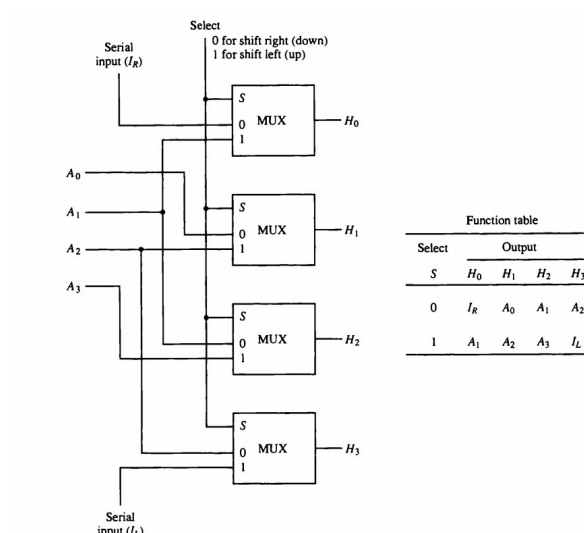 Select
0 for shift right (down)
1 for shift left (up)
Serial
input (I_R)
S
0
1
MUX
H_0
A_0
A_1
A_2
A_3
S
0
1
MUX
H_1
S
0
1
MUX
H_2
S
0
1
MUX
H_3
Serial
input (I_L)
Function table
Select Output
S H_0 H_1 H_2 H_3
0 I_R A_0 A_1 A_2
1 A_1 A_2 A_3 I_L